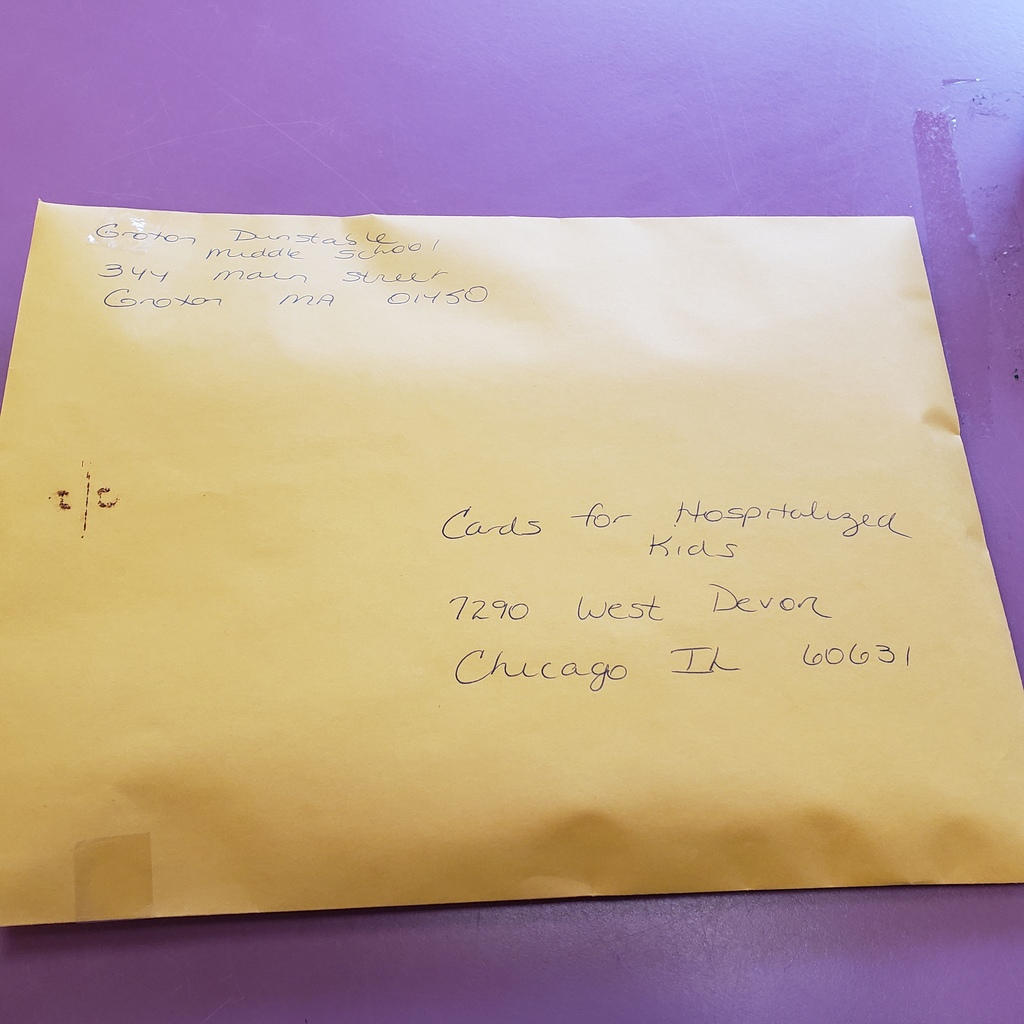 Groton Dunstable
Middle School
344 Main Street
Groton MA 01450
Cards for Hospitalized
Kids
7290 West Devon
Chicago IL 60631